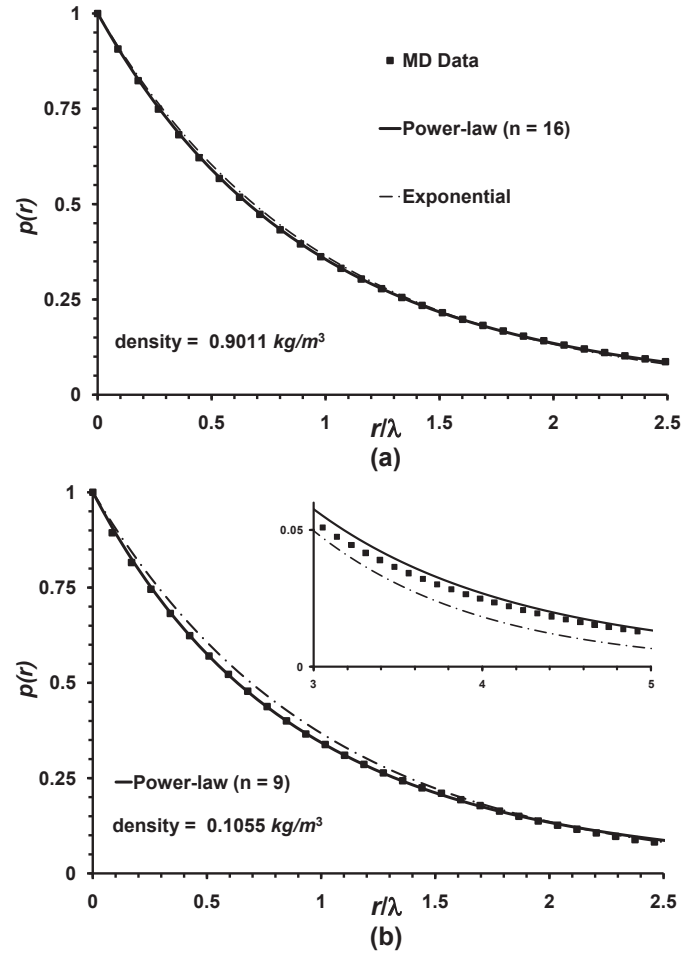 1
0.75
0.5
0.25
0
p(r)
MD Data
Power-law (n = 16)
Exponential
density = 0.9011 kg/m³
0 0.5 1 1.5 2 2.5
r/λ
(a)
1
0.75
0.5
0.25
0
p(r)
0.05
0
3 4 5
Power-law (n = 9)
density = 0.1055 kg/m³
0 0.5 1 1.5 2 2.5
r/λ
(b)